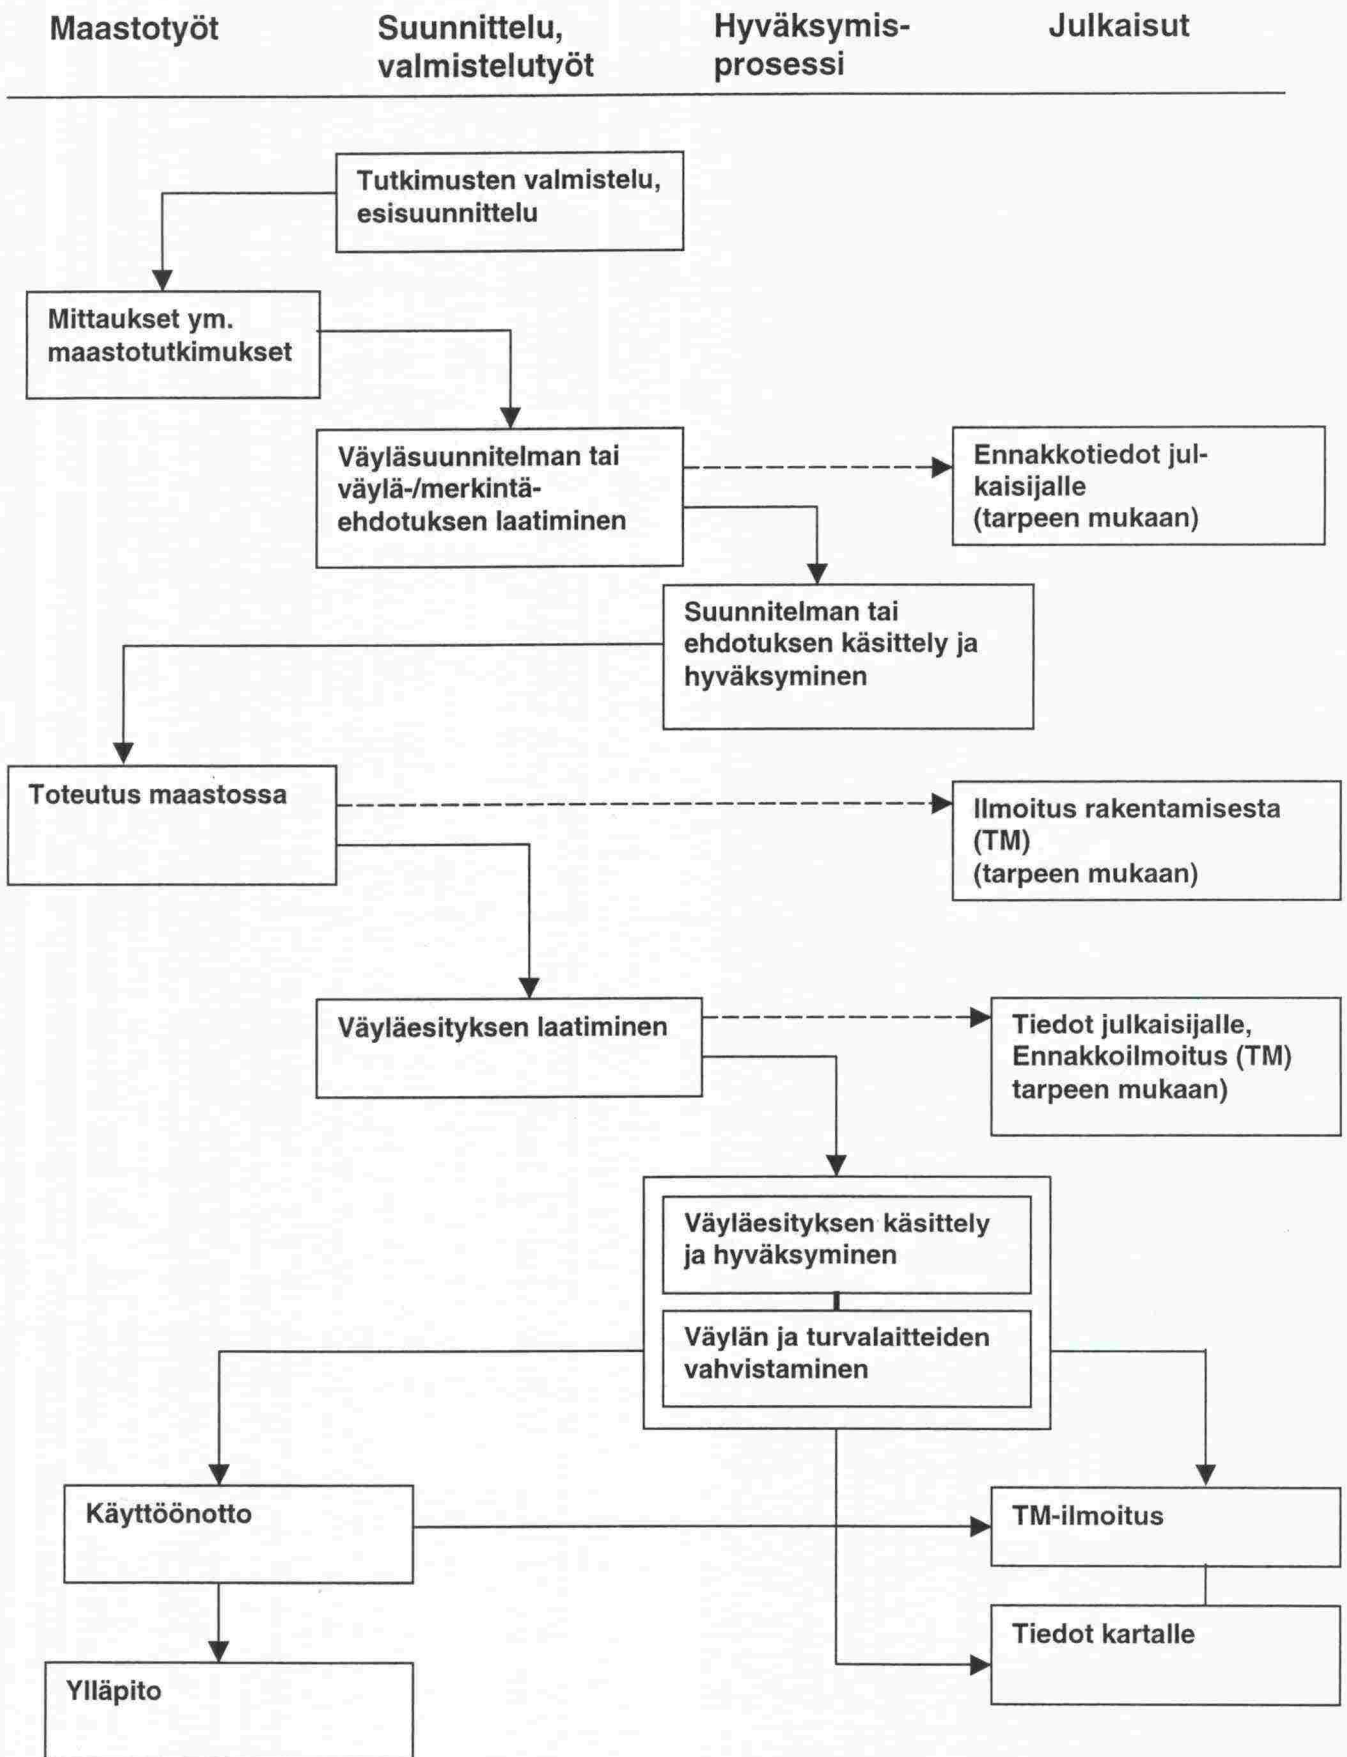 Maastotyöt
Suunnittelu,
valmistelutyöt
Hyväksymis-
prosessi
Julkaisut
Tutkimusten valmistelu,
esisuunnittelu
Mittaukset ym.
maastotutkimukset
Väyläsuunnitelman tai
väylä-/merkintä-
ehdotuksen laatiminen
Ennakkotiedot jul-
kaisijalle
(tarpeen mukaan)
Suunnitelman tai
ehdotuksen käsittely ja
hyväksyminen
Toteutus maastossa
Ilmoitus rakentamisesta
(TM)
(tarpeen mukaan)
Väyläesityksen laatiminen
Tiedot julkaisijalle,
Ennakkoilmoitus (TM)
tarpeen mukaan)
Väyläesityksen käsittely
ja hyväksyminen
Väylän ja turvalaitteiden
vahvistaminen
Käyttöönotto
TM-ilmoitus
Tiedot kartalle
Ylläpito